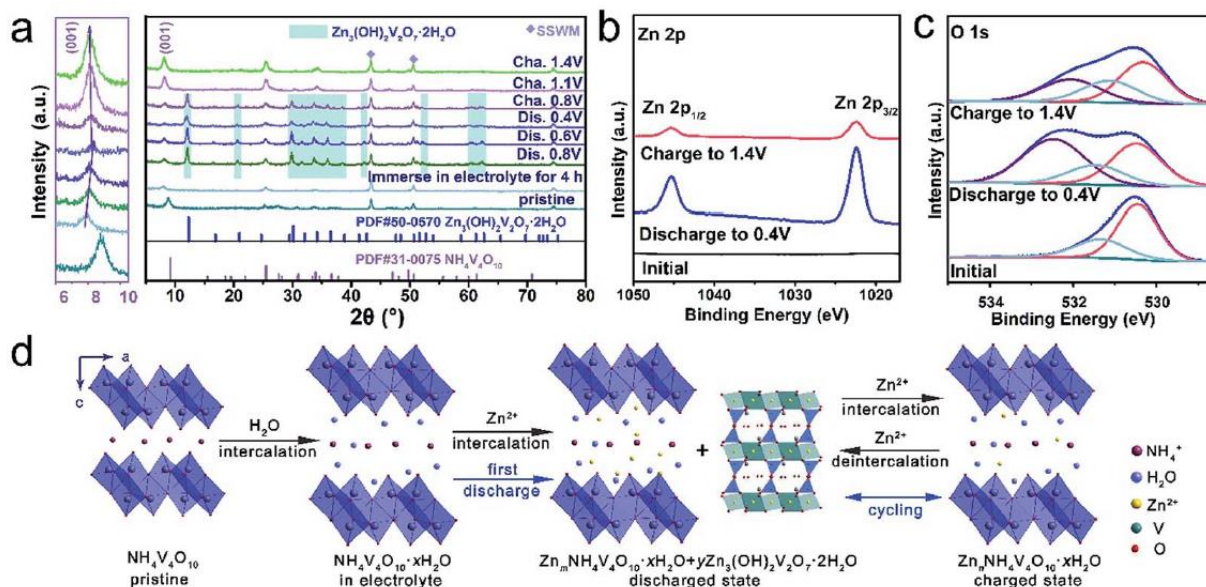 a
(001)
Intensity (a.u.)
6 8 10
(001)
Zn₃(OH)₂V₂O₇·2H₂O
SSWM
Cha. 1.4V
Cha. 1.1V
Cha. 0.8V
Dis. 0.4V
Dis. 0.6V
Dis. 0.8V
Immerse in electrolyte for 4 h
pristine
PDF#50-0570 Zn₃(OH)₂V₂O₇·2H₂O
PDF#31-0075 NH₄V₄O₁₀
10 20 30 40 50 60 70 80
2θ (°)
b
Zn 2p
Intensity (a.u.)
Zn 2p₁/₂
Zn 2p₃/₂
Charge to 1.4V
Discharge to 0.4V
Initial
1050 1040 1030 1020
Binding Energy (eV)
c
O 1s
Intensity (a.u.)
Charge to 1.4V
Discharge to 0.4V
Initial
534 532 530
Binding Energy (eV)
d
a
c
H₂O
intercalation
Zn²⁺
intercalation
first
discharge
+
Zn²⁺
intercalation
Zn²⁺
deintercalation
cycling
NH₄⁺
H₂O
Zn²⁺
V
O
NH₄V₄O₁₀
pristine
NH₄V₄O₁₀·xH₂O
in electrolyte
ZnₘNH₄V₄O₁₀·xH₂O+yZn₃(OH)₂V₂O₇·2H₂O
discharged state
ZnₙNH₄V₄O₁₀·xH₂O
charged state